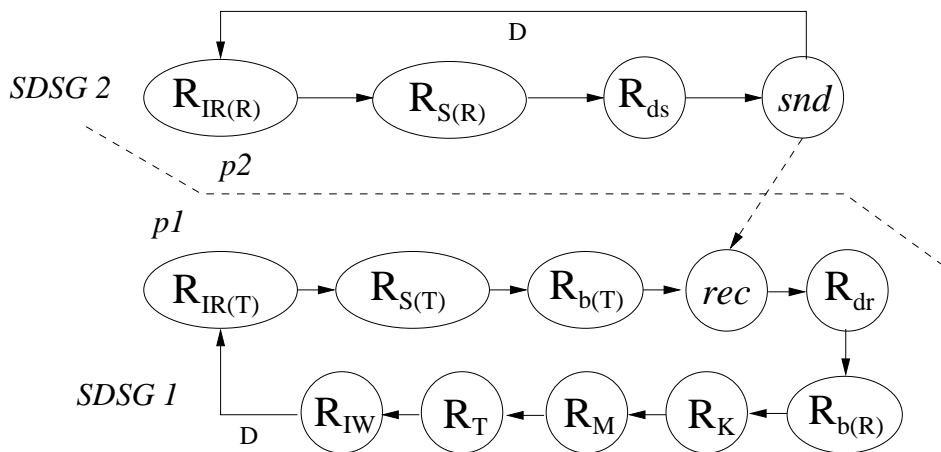 D
SDSG 2
R_IR(R) R_S(R) R_ds snd
p2
p1
R_IR(T) R_S(T) R_b(T) rec R_dr
SDSG 1
R_IW R_T R_M R_K R_b(R)
D